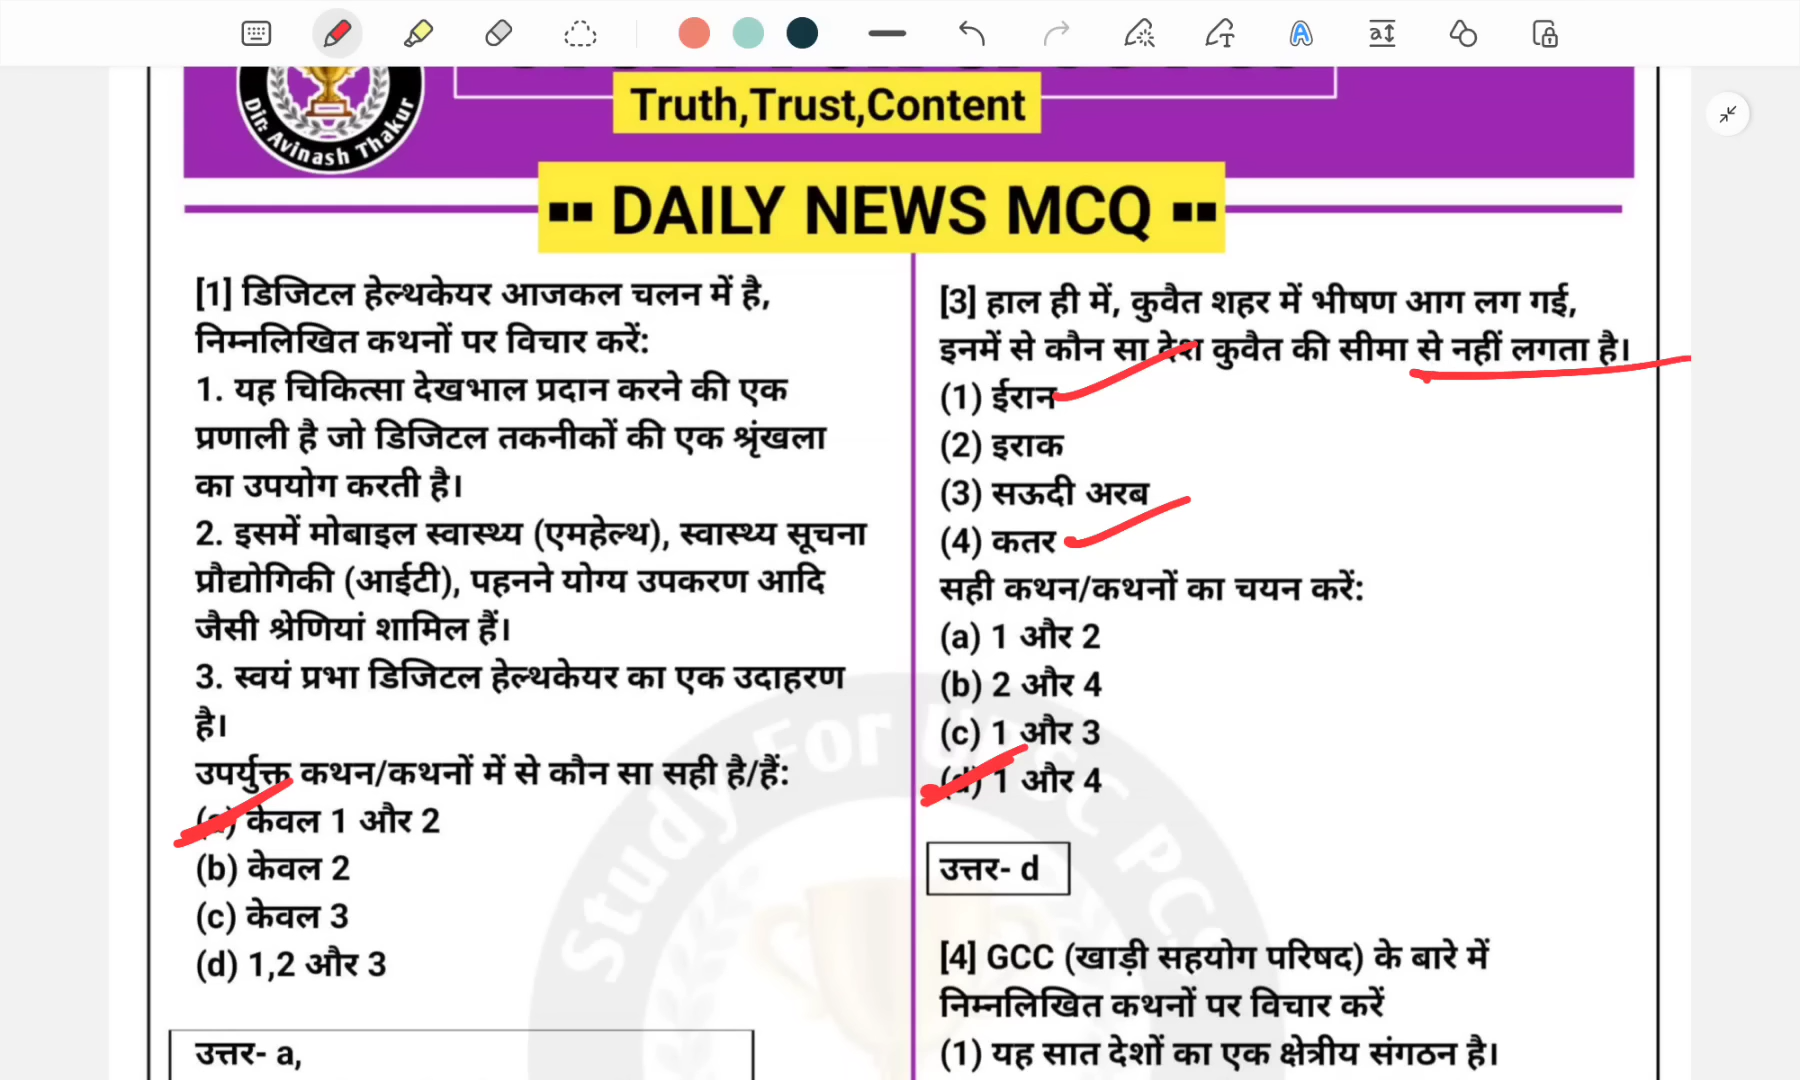 Dir: Avinash Thakur
Truth,Trust,Content
▪▪ DAILY NEWS MCQ ▪▪
[1] डिजिटल हेल्थकेयर आजकल चलन में है,
निम्नलिखित कथनों पर विचार करें:
1. यह चिकित्सा देखभाल प्रदान करने की एक
प्रणाली है जो डिजिटल तकनीकों की एक श्रृंखला
का उपयोग करती है।
2. इसमें मोबाइल स्वास्थ्य (एमहेल्थ), स्वास्थ्य सूचना
प्रौद्योगिकी (आईटी), पहनने योग्य उपकरण आदि
जैसी श्रेणियां शामिल हैं।
3. स्वयं प्रभा डिजिटल हेल्थकेयर का एक उदाहरण
है।
उपर्युक्त कथन/कथनों में से कौन सा सही है/हैं:
(a) केवल 1 और 2
(b) केवल 2
(c) केवल 3
(d) 1,2 और 3
उत्तर- a,
[3] हाल ही में, कुवैत शहर में भीषण आग लग गई,
इनमें से कौन सा देश कुवैत की सीमा से नहीं लगता है।
(1) ईरान
(2) इराक
(3) सऊदी अरब
(4) कतर
सही कथन/कथनों का चयन करें:
(a) 1 और 2
(b) 2 और 4
(c) 1 और 3
(d) 1 और 4
उत्तर- d
[4] GCC (खाड़ी सहयोग परिषद) के बारे में
निम्नलिखित कथनों पर विचार करें
(1) यह सात देशों का एक क्षेत्रीय संगठन है।
Study For UPSC PCS